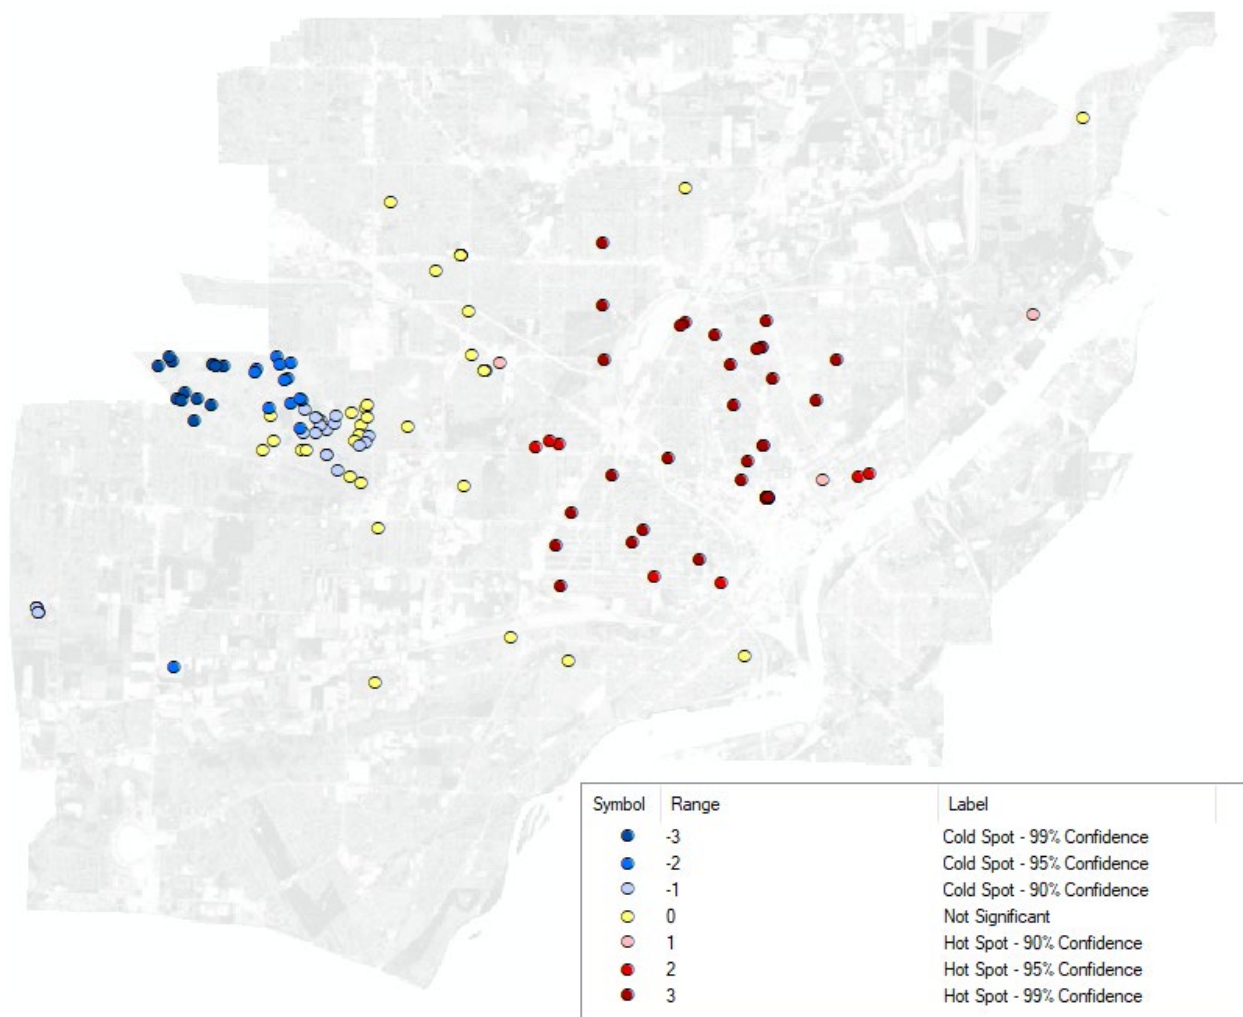 Symbol Range Label
-3 Cold Spot - 99% Confidence
-2 Cold Spot - 95% Confidence
-1 Cold Spot - 90% Confidence
0 Not Significant
1 Hot Spot - 90% Confidence
2 Hot Spot - 95% Confidence
3 Hot Spot - 99% Confidence